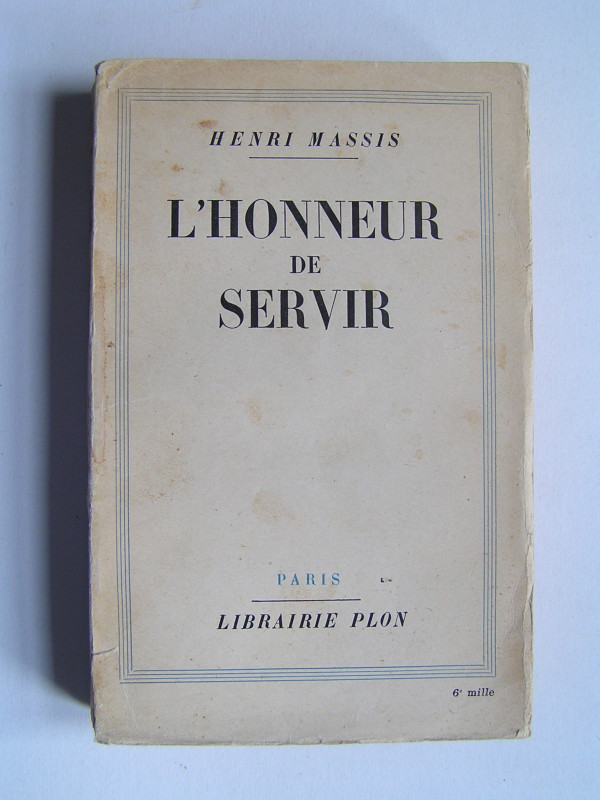 HENRI MASSIS
L'HONNEUR
DE
SERVIR
PARIS
LIBRAIRIE PLON
6e mille